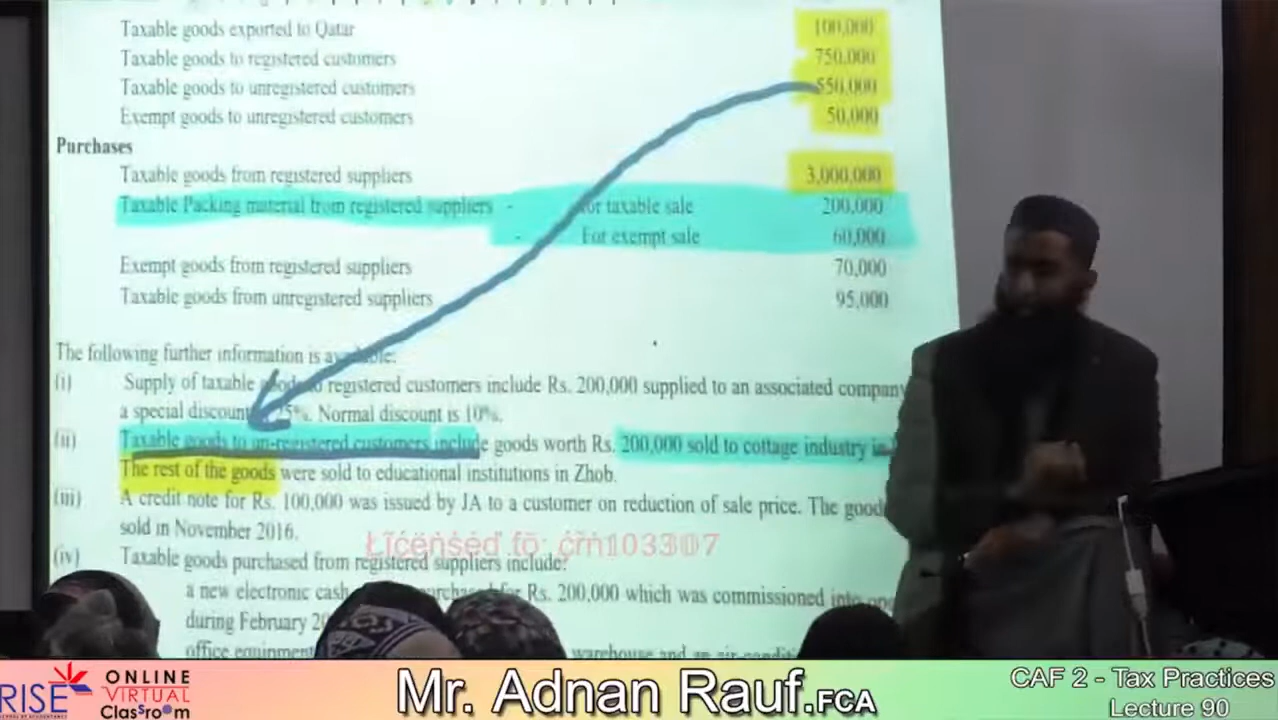 Taxable goods exported to Qatar 100,000
Taxable goods to registered customers 750,000
Taxable goods to unregistered customers 550,000
Exempt goods to unregistered customers 50,000
Purchases
Taxable goods from registered suppliers 3,000,000
Taxable Packing material from registered suppliers - for taxable sale 200,000
- For exempt sale 60,000
Exempt goods from registered suppliers 70,000
Taxable goods from unregistered suppliers 95,000
The following further information is available:
(i) Supply of taxable goods to registered customers include Rs. 200,000 supplied to an associated company
a special discount 25%. Normal discount is 10%.
(ii) Taxable goods to un-registered customers include goods worth Rs. 200,000 sold to cottage industry in
The rest of the goods were sold to educational institutions in Zhob.
(iii) A credit note for Rs. 100,000 was issued by JA to a customer on reduction of sale price. The good
sold in November 2016.
Licensed to: crn103307
(iv) Taxable goods purchased from registered suppliers include:
a new electronic cash for Rs. 200,000 which was commissioned into
during February
office equipment warehouse and an
RISE
ONLINE
VIRTUAL
Classroom
Mr. Adnan Rauf.FCA
CAF 2 - Tax Practices
Lecture 90